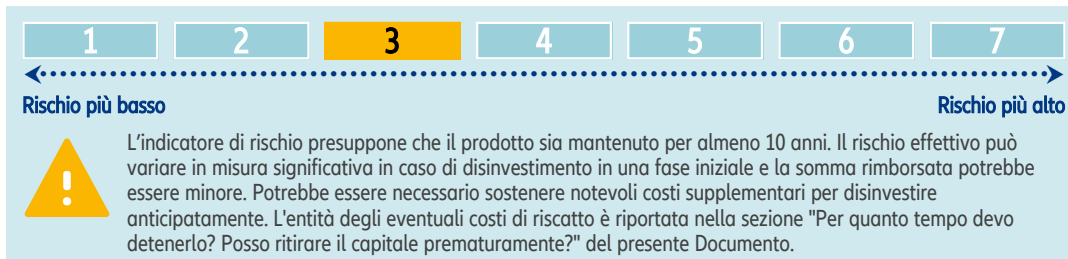 1 2 3 4 5 6 7
Rischio più basso Rischio più alto
L’indicatore di rischio presuppone che il prodotto sia mantenuto per almeno 10 anni. Il rischio effettivo può
variare in misura significativa in caso di disinvestimento in una fase iniziale e la somma rimborsata potrebbe
essere minore. Potrebbe essere necessario sostenere notevoli costi supplementari per disinvestire
anticipatamente. L'entità degli eventuali costi di riscatto è riportata nella sezione "Per quanto tempo devo
detenerlo? Posso ritirare il capitale prematuramente?" del presente Documento.